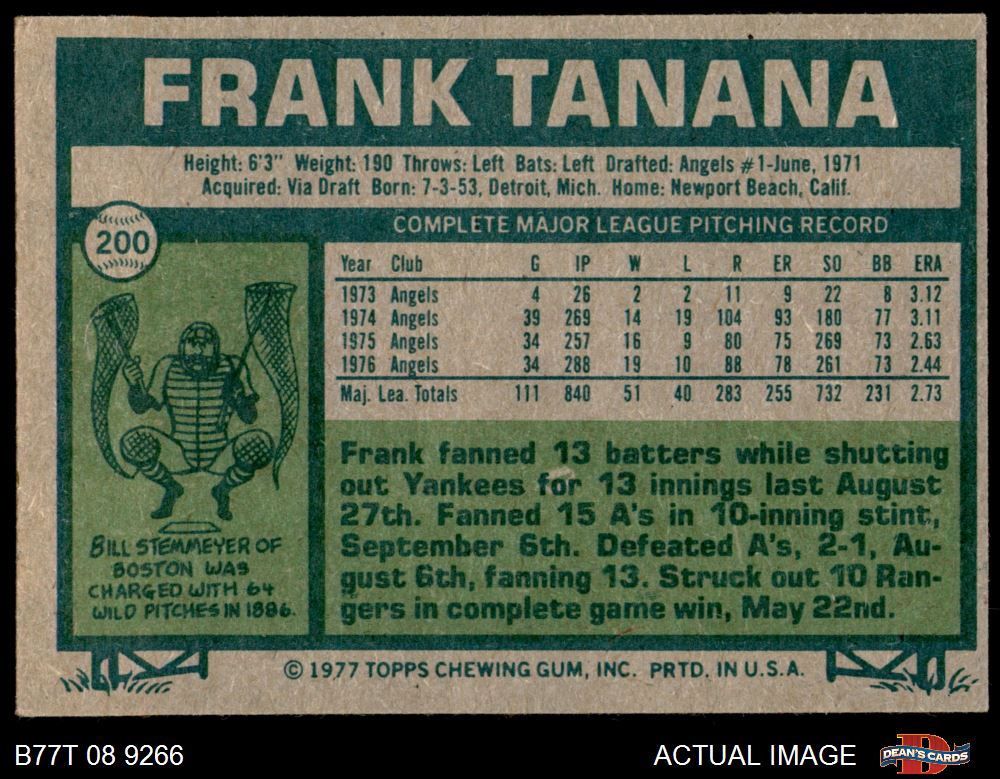 FRANK TANANA
Height: 6'3" Weight: 190 Throws: Left Bats: Left Drafted: Angels #1-June, 1971
Acquired: Via Draft Born: 7-3-53, Detroit, Mich. Home: Newport Beach, Calif.
200
COMPLETE MAJOR LEAGUE PITCHING RECORD
Year Club G IP W L R ER SO BB ERA
1973 Angels 4 26 2 2 11 9 22 8 3.12
1974 Angels 39 269 14 19 104 93 180 77 3.11
1975 Angels 34 257 16 9 80 75 269 73 2.63
1976 Angels 34 288 19 10 88 78 261 73 2.44
Maj. Lea. Totals 111 840 51 40 283 255 732 231 2.73
BILL STEMMEYER OF
BOSTON WAS
CHARGED WITH 64
WILD PITCHES IN 1886.
Frank fanned 13 batters while shutting
out Yankees for 13 innings last August
27th. Fanned 15 A's in 10-inning stint,
September 6th. Defeated A's, 2-1, Au-
gust 6th, fanning 13. Struck out 10 Ran-
gers in complete game win, May 22nd.
© 1977 TOPPS CHEWING GUM, INC. PRTD. IN U.S.A.
B77T 08 9266
ACTUAL IMAGE
DEAN'S CARDS